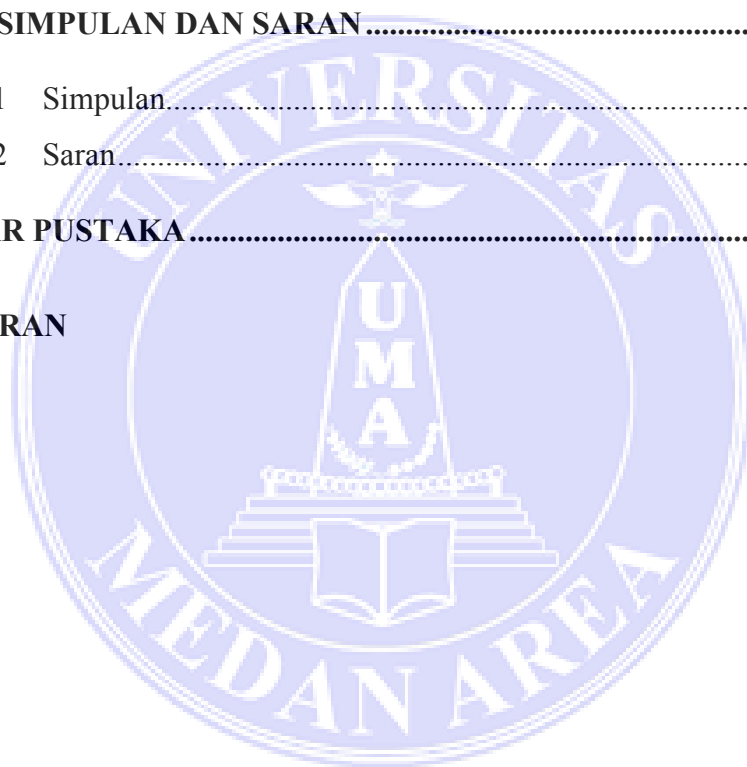 SIMPULAN DAN SARAN........................................................
1 Simpulan..............................................................................
2 Saran....................................................................................
R PUSTAKA..............................................................................
RAN
UNIVERSITAS
UMA
MEDAN AREA